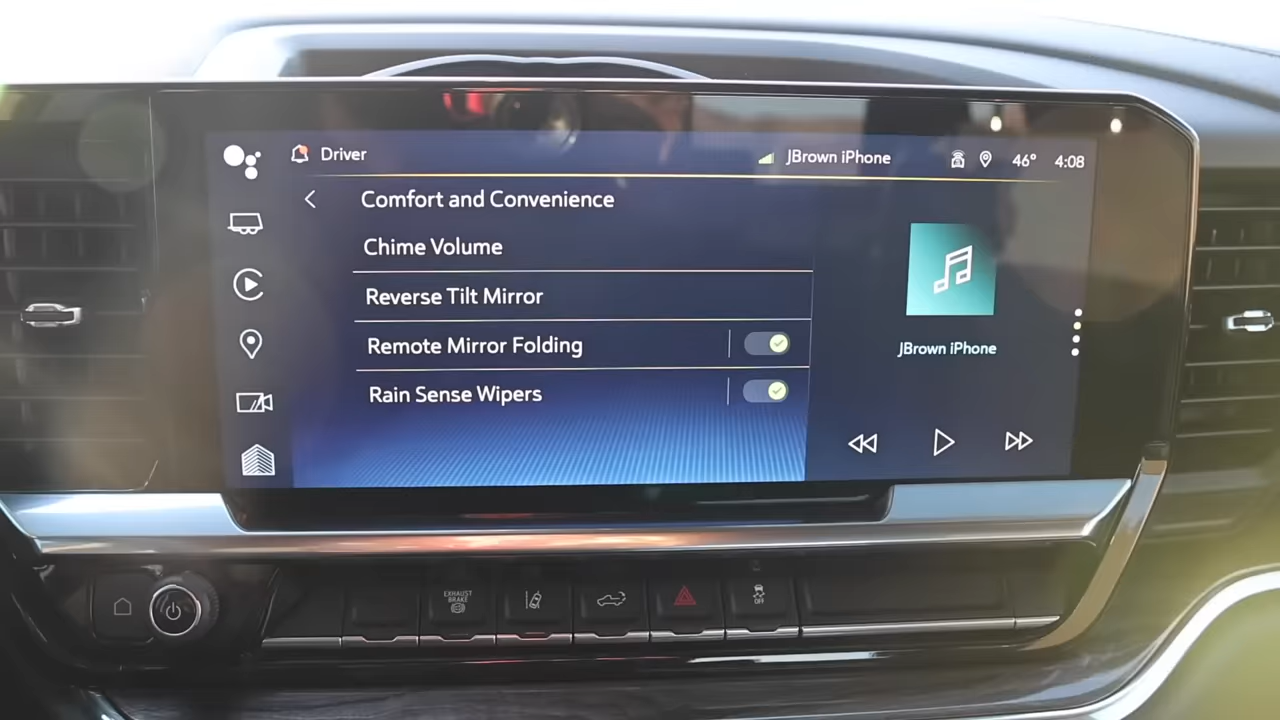 Driver
JBrown iPhone
46°
4:08
Comfort and Convenience
Chime Volume
Reverse Tilt Mirror
Remote Mirror Folding
Rain Sense Wipers
JBrown iPhone
EXHAUST
BRAKE
OFF